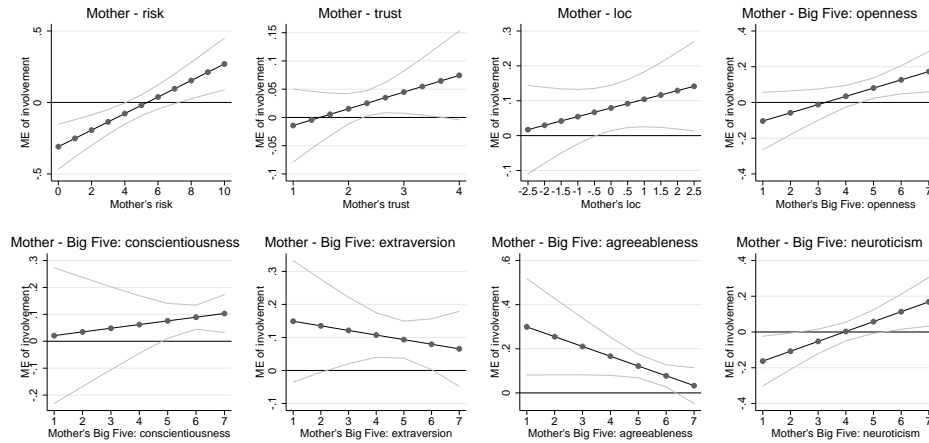 Mother - risk
ME of involvement
.5
0
-.5
0 2 4 6 8 10
Mother's risk
Mother - trust
ME of involvement
.15
.1
.05
0
-.05
-.1
1 2 3 4
Mother's trust
Mother - loc
ME of involvement
.3
.2
.1
0
-.1
-2.5 -2 -1.5 -1 -.5 0 .5 1 1.5 2 2.5
Mother's loc
Mother - Big Five: openness
ME of involvement
.4
.2
0
-.2
-.4
1 2 3 4 5 6 7
Mother's Big Five: openness
Mother - Big Five: conscientiousness
ME of involvement
.3
.2
.1
0
-.1
-.2
1 2 3 4 5 6 7
Mother's Big Five: conscientiousness
Mother - Big Five: extraversion
ME of involvement
.3
.2
.1
0
-.1
1 2 3 4 5 6 7
Mother's Big Five: extraversion
Mother - Big Five: agreeableness
ME of involvement
.6
.4
.2
0
1 2 3 4 5 6 7
Mother's Big Five: agreeableness
Mother - Big Five: neuroticism
ME of involvement
.4
.2
0
-.2
-.4
1 2 3 4 5 6 7
Mother's Big Five: neuroticism